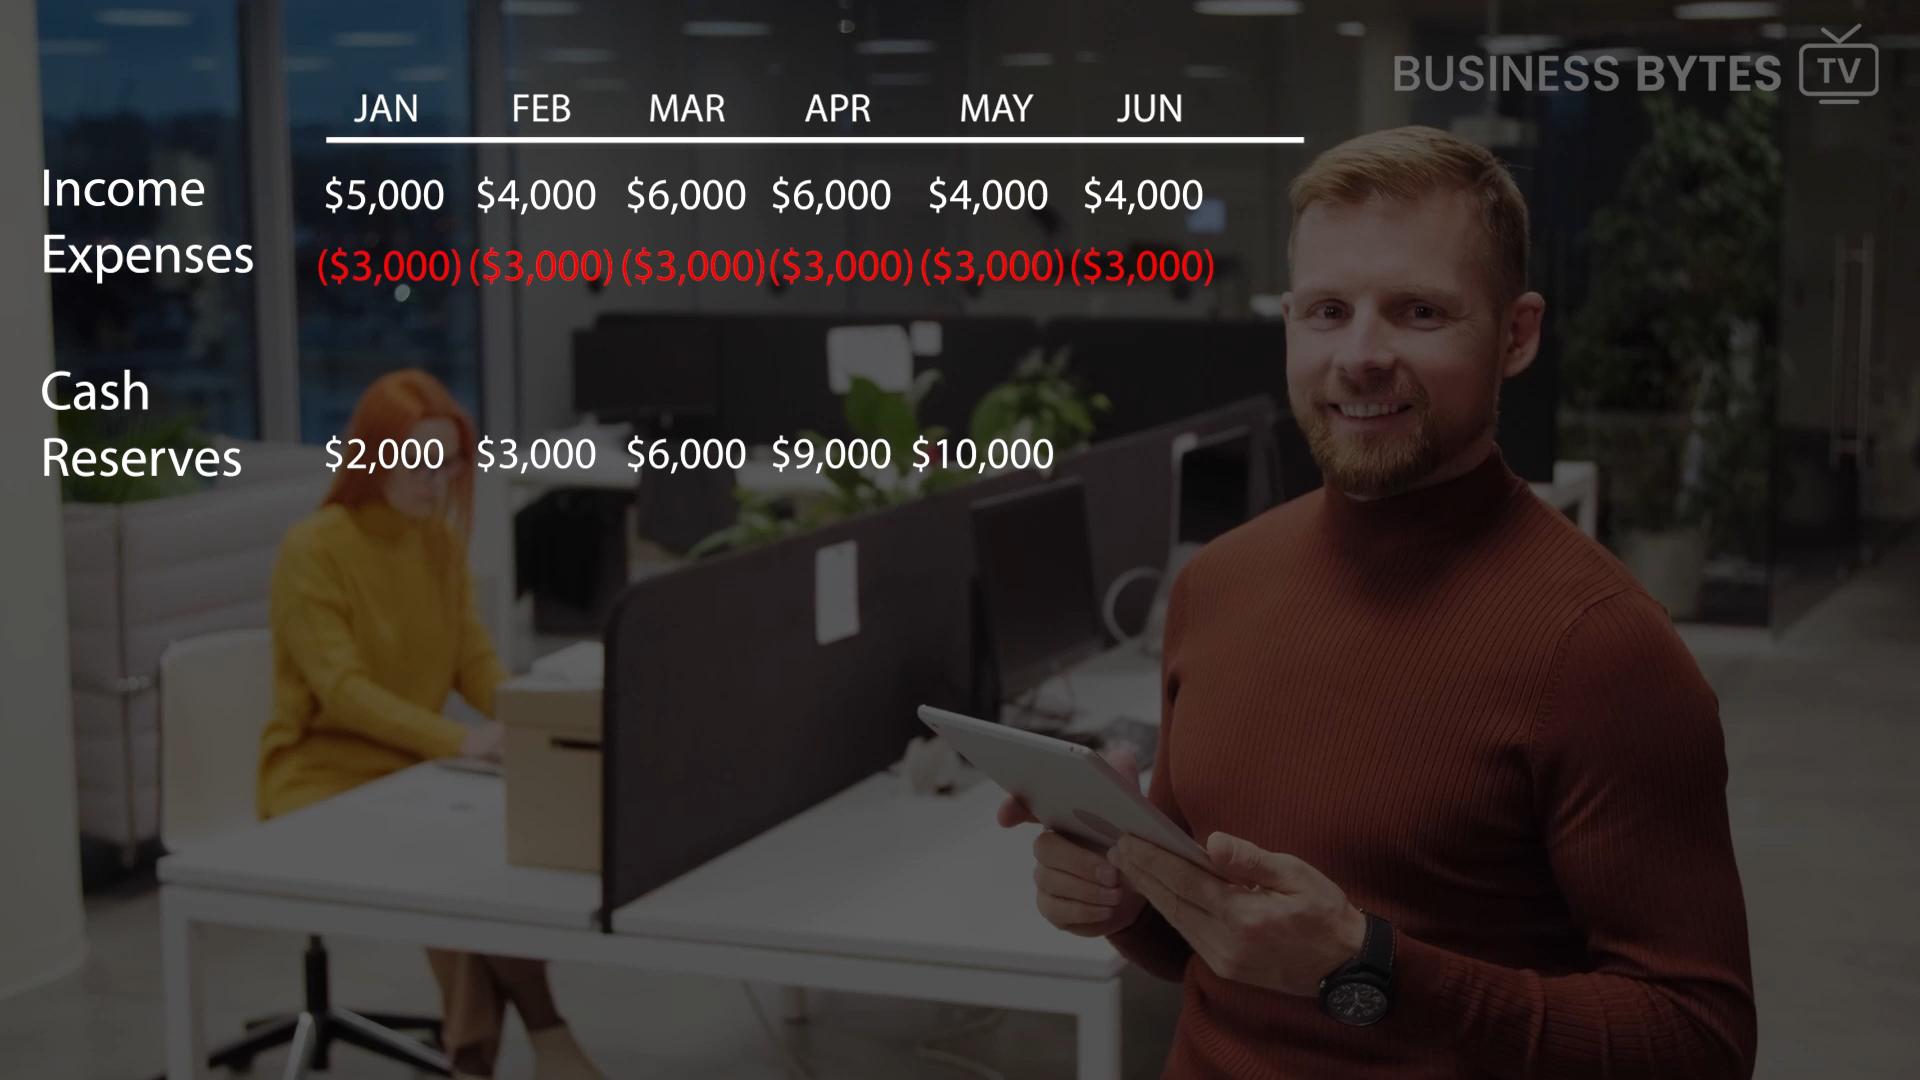 BUSINESS BYTES TV
JAN FEB MAR APR MAY JUN
Income $5,000 $4,000 $6,000 $6,000 $4,000 $4,000
Expenses ($3,000) ($3,000) ($3,000) ($3,000) ($3,000) ($3,000)
Cash
Reserves $2,000 $3,000 $6,000 $9,000 $10,000